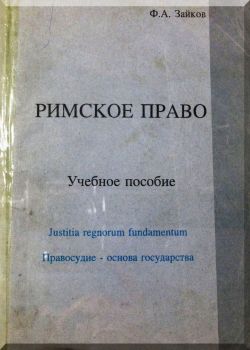 Ф.А. Зайков
РИМСКОЕ ПРАВО
Учебное пособие
Justitia regnorum fundamentum
Правосудие - основа государства